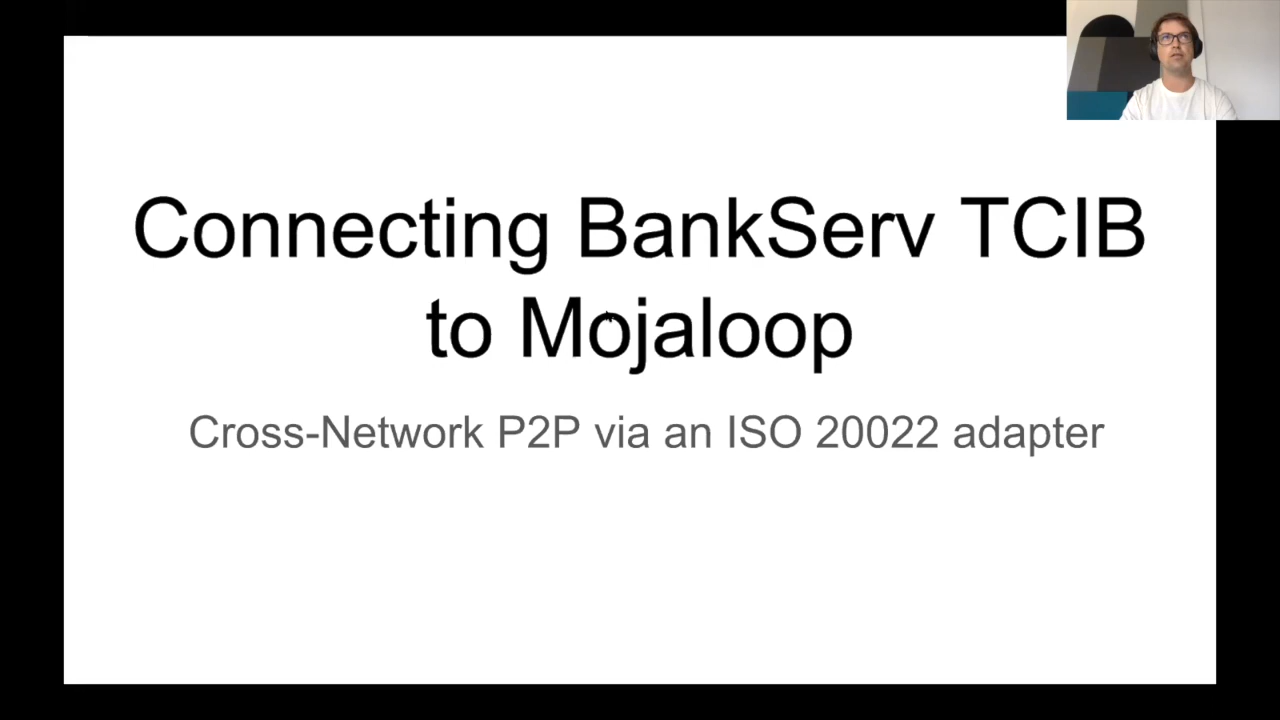 Connecting BankServ TCIB
to Mojaloop
Cross-Network P2P via an ISO 20022 adapter